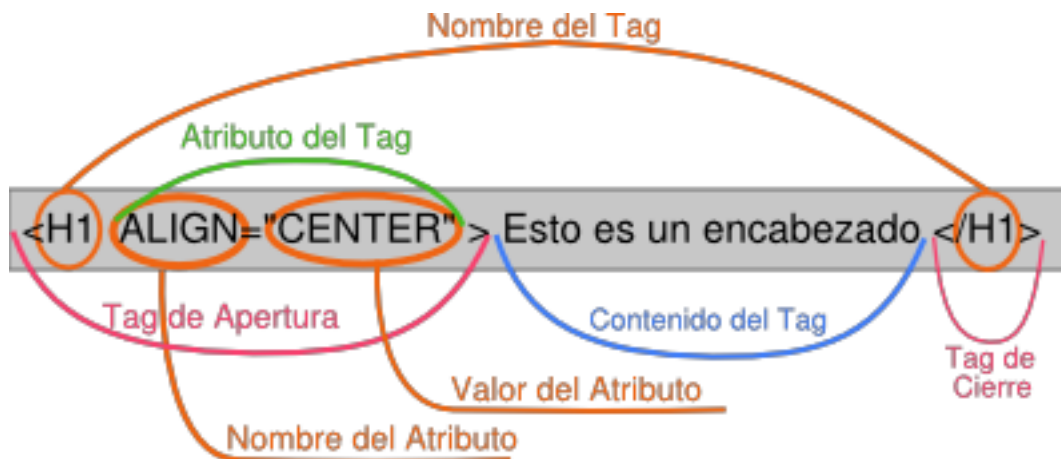 Nombre del Tag
Atributo del Tag
<H1 ALIGN="CENTER" > Esto es un encabezado </H1>
Tag de Apertura
Contenido del Tag
Tag de
Cierre
Valor del Atributo
Nombre del Atributo